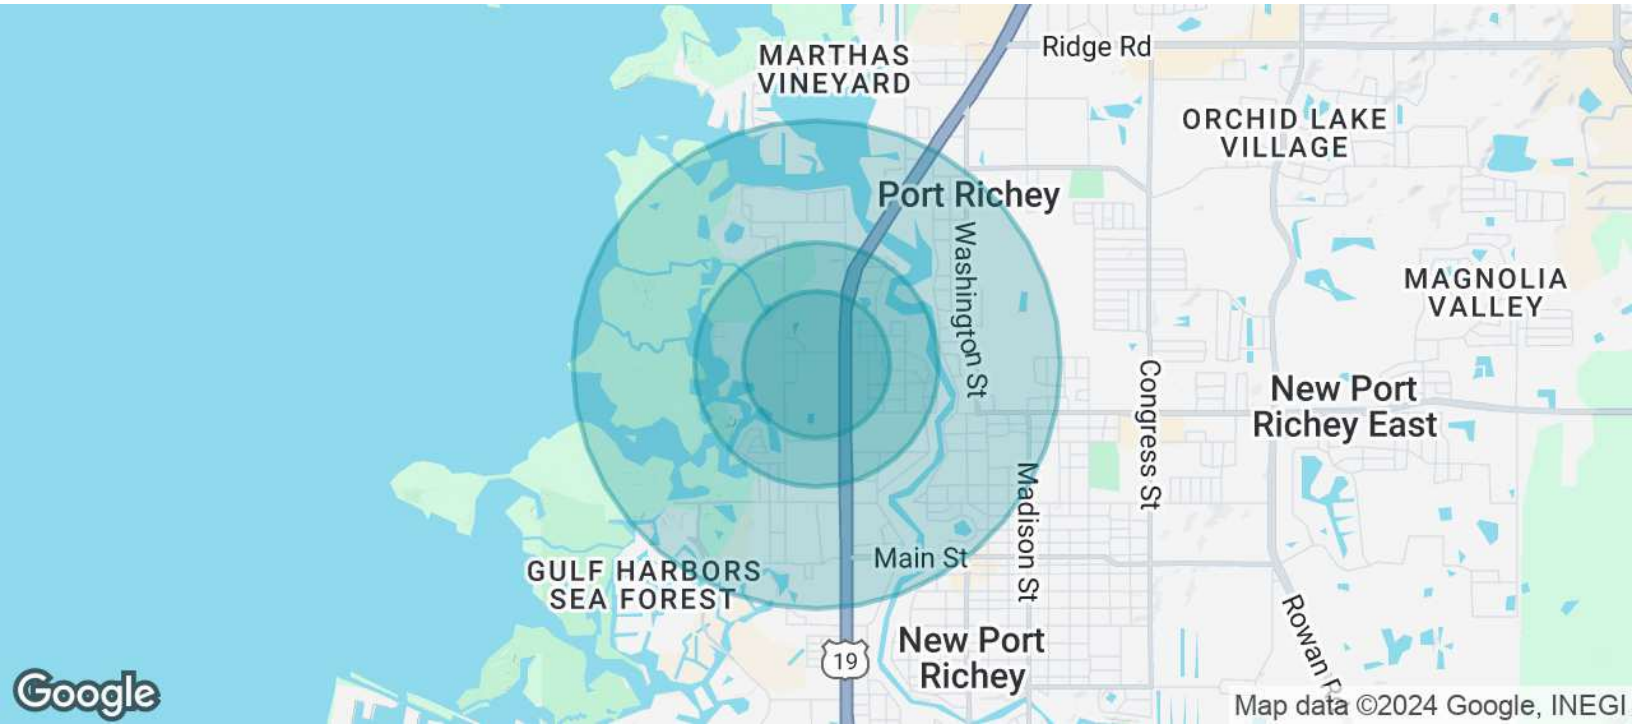 MARTHAS
VINEYARD
Ridge Rd
ORCHID LAKE
VILLAGE
Port Richey
Washington St
MAGNOLIA
VALLEY
Congress St
New Port
Richey East
Madison St
Main St
GULF HARBORS
SEA FOREST
Rowan R
New Port
Richey
19
Google
Map data ©2024 Google, INEGI